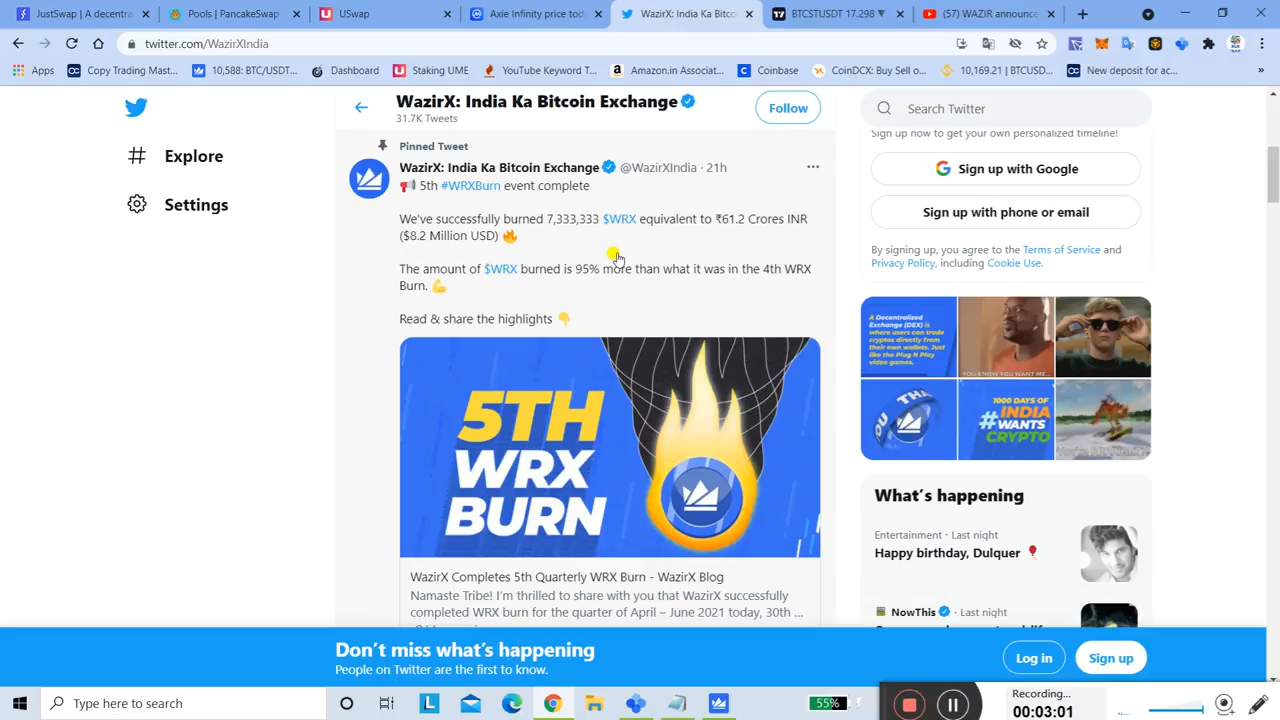 JustSwap | A decentra
Pools | PancakeSwap
USwap
Axie Infinity price tod
WazirX: India Ka Bitco
BTCSTUSDT 17.298
(57) WAZIR announce
twitter.com/WazirXIndia
Apps
Copy Trading Mast...
10,588: BTC/USDT...
Dashboard
Staking UME
YouTube Keyword T...
Amazon.in Associat...
Coinbase
CoinDCX: Buy Sell o...
10,169.21 | BTCUSD...
New deposit for ac...
WazirX: India Ka Bitcoin Exchange
31.7K Tweets
Follow
Search Twitter
Explore
Settings
Pinned Tweet
WazirX: India Ka Bitcoin Exchange @WazirXIndia · 21h
📢 5th #WRXBurn event complete
We've successfully burned 7,333,333 $WRX equivalent to ₹61.2 Crores INR
($8.2 Million USD) 🔥
The amount of $WRX burned is 95% more than what it was in the 4th WRX
Burn. 💪
Read & share the highlights 👇
5TH
WRX
BURN
WazirX Completes 5th Quarterly WRX Burn - WazirX Blog
Namaste Tribe! I'm thrilled to share with you that WazirX successfully
completed WRX burn for the quarter of April – June 2021 today, 30th ...
Sign up now to get your own personalized timeline!
Sign up with Google
Sign up with phone or email
By signing up, you agree to the Terms of Service and
Privacy Policy, including Cookie Use.
A Decentralized
Exchange (DEX) is
where users can trade
cryptos directly from
their own wallets. Just
like the Plug N Play
video games.
YOU KNOW YOU WANT ME...
1000 DAYS OF
#INDIA
WANTS
CRYPTO
What's happening
Entertainment · Last night
Happy birthday, Dulquer 🎈
NowThis · Last night
Don't miss what's happening
People on Twitter are the first to know.
Log in
Sign up
Type here to search
55%
Recording...
00:03:01